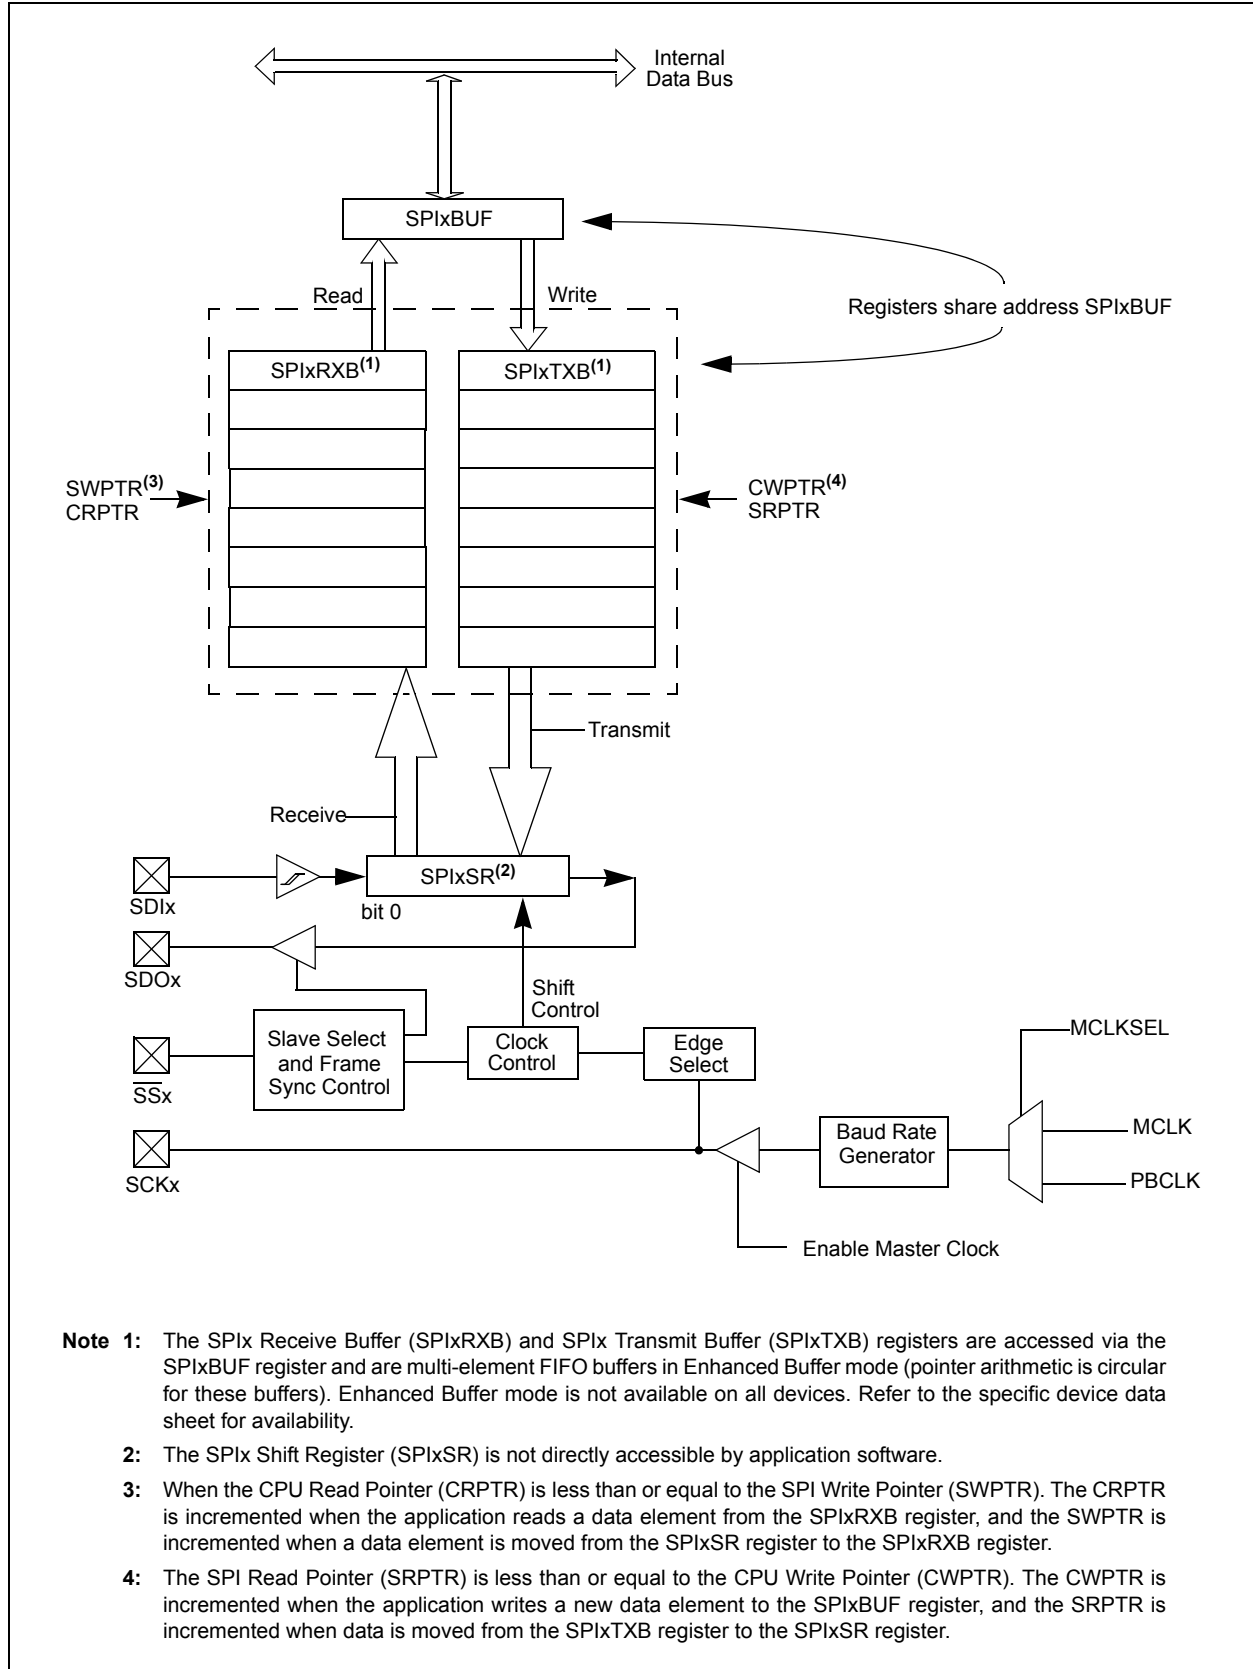 Internal
Data Bus
SPIxBUF
Read
Write
Registers share address SPIxBUF
SPIxRXB(1)
SPIxTXB(1)
SWPTR(3)
CRPTR
CWPTR(4)
SRPTR
Transmit
Receive
SDIx
SPIxSR(2)
bit 0
SDOx
Shift
Control
Slave Select
and Frame
Sync Control
Clock
Control
Edge
Select
MCLKSEL
SSx
Baud Rate
Generator
MCLK
SCKx
PBCLK
Enable Master Clock
Note 1: The SPIx Receive Buffer (SPIxRXB) and SPIx Transmit Buffer (SPIxTXB) registers are accessed via the
SPIxBUF register and are multi-element FIFO buffers in Enhanced Buffer mode (pointer arithmetic is circular
for these buffers). Enhanced Buffer mode is not available on all devices. Refer to the specific device data
sheet for availability.
2: The SPIx Shift Register (SPIxSR) is not directly accessible by application software.
3: When the CPU Read Pointer (CRPTR) is less than or equal to the SPI Write Pointer (SWPTR). The CRPTR
is incremented when the application reads a data element from the SPIxRXB register, and the SWPTR is
incremented when a data element is moved from the SPIxSR register to the SPIxRXB register.
4: The SPI Read Pointer (SRPTR) is less than or equal to the CPU Write Pointer (CWPTR). The CWPTR is
incremented when the application writes a new data element to the SPIxBUF register, and the SRPTR is
incremented when data is moved from the SPIxTXB register to the SPIxSR register.